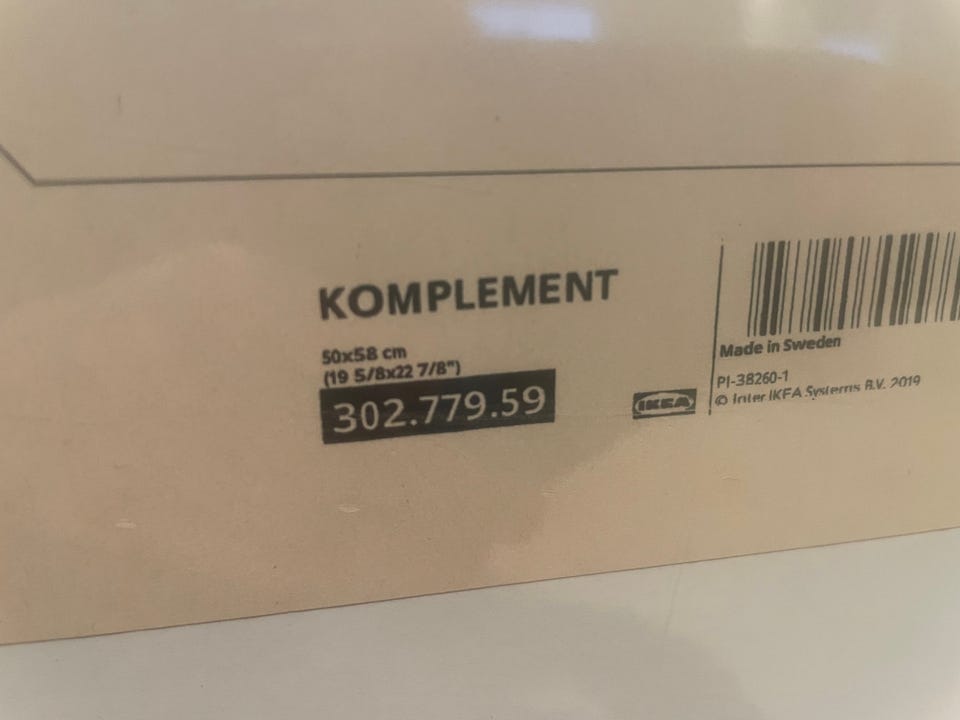 KOMPLEMENT
50x58 cm
(19 5/8x22 7/8")
302.779.59
IKEA
Made in Sweden
PI-38260-1
© Inter IKEA Systems B.V. 2019